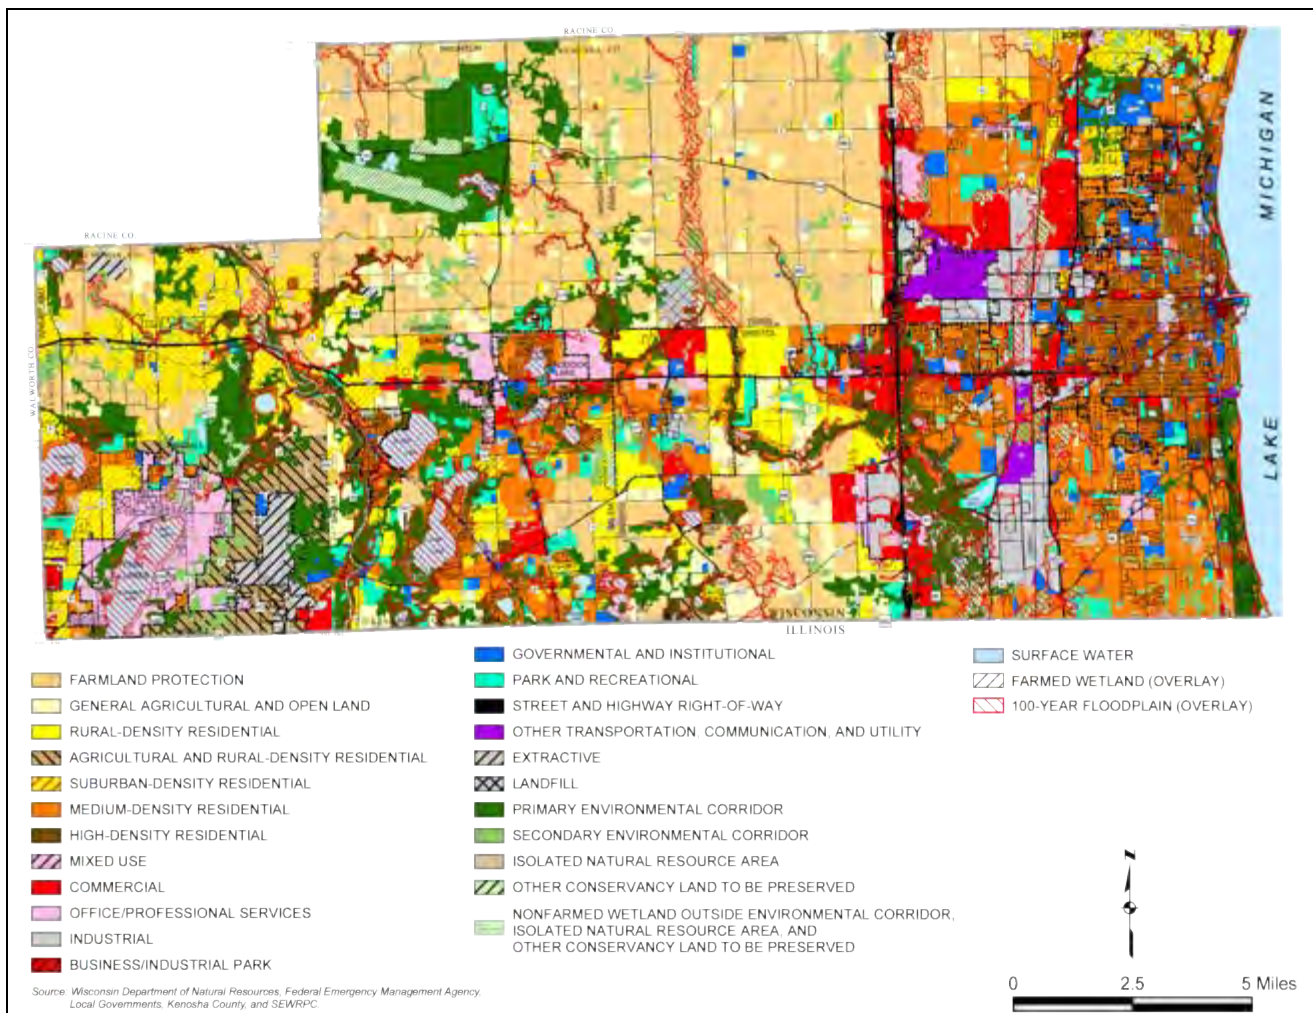 RACINE CO.
RACINE CO.
WALWORTH CO.
LAKE MICHIGAN
BRISTOL
WISCONSIN
ILLINOIS
FARMLAND PROTECTION
GENERAL AGRICULTURAL AND OPEN LAND
RURAL-DENSITY RESIDENTIAL
AGRICULTURAL AND RURAL-DENSITY RESIDENTIAL
SUBURBAN-DENSITY RESIDENTIAL
MEDIUM-DENSITY RESIDENTIAL
HIGH-DENSITY RESIDENTIAL
MIXED USE
COMMERCIAL
OFFICE/PROFESSIONAL SERVICES
INDUSTRIAL
BUSINESS/INDUSTRIAL PARK
GOVERNMENTAL AND INSTITUTIONAL
PARK AND RECREATIONAL
STREET AND HIGHWAY RIGHT-OF-WAY
OTHER TRANSPORTATION, COMMUNICATION, AND UTILITY
EXTRACTIVE
LANDFILL
PRIMARY ENVIRONMENTAL CORRIDOR
SECONDARY ENVIRONMENTAL CORRIDOR
ISOLATED NATURAL RESOURCE AREA
OTHER CONSERVANCY LAND TO BE PRESERVED
NONFARMED WETLAND OUTSIDE ENVIRONMENTAL CORRIDOR,
ISOLATED NATURAL RESOURCE AREA, AND
OTHER CONSERVANCY LAND TO BE PRESERVED
SURFACE WATER
FARMED WETLAND (OVERLAY)
100-YEAR FLOODPLAIN (OVERLAY)
Source: Wisconsin Department of Natural Resources, Federal Emergency Management Agency,
Local Governments, Kenosha County, and SEWRPC.
0 2.5 5 Miles